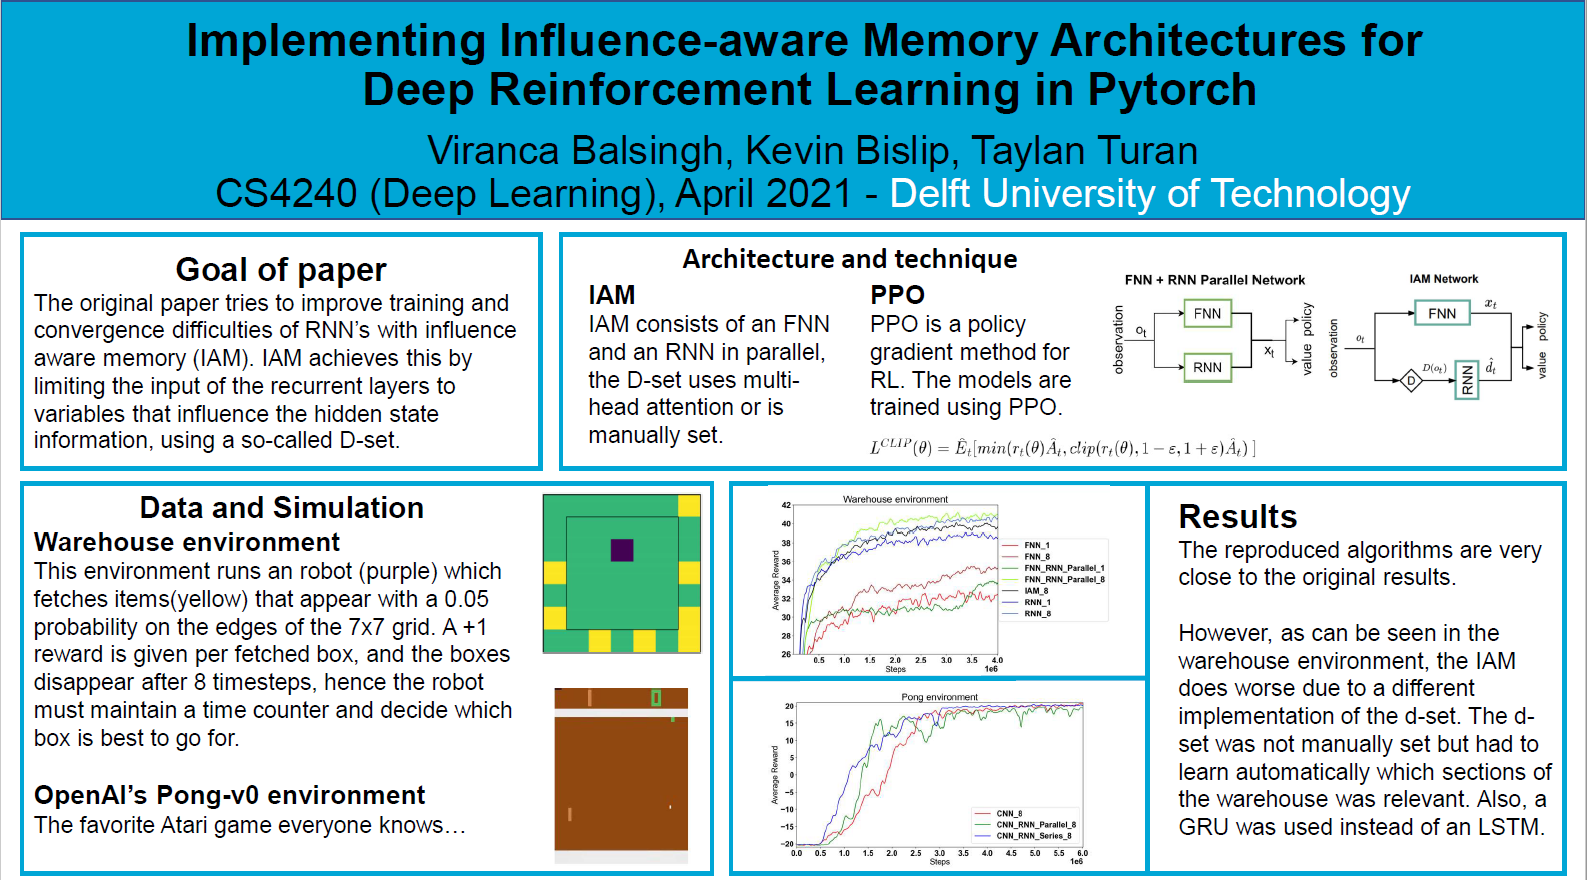 Implementing Influence-aware Memory Architectures for
Deep Reinforcement Learning in Pytorch
Viranca Balsingh, Kevin Bislip, Taylan Turan
CS4240 (Deep Learning), April 2021 - Delft University of Technology
Goal of paper
The original paper tries to improve training and
convergence difficulties of RNN's with influence
aware memory (IAM). IAM achieves this by
limiting the input of the recurrent layers to
variables that influence the hidden state
information, using a so-called D-set.
Architecture and technique
IAM
IAM consists of an FNN
and an RNN in parallel,
the D-set uses multi-
head attention or is
manually set.
PPO
PPO is a policy
gradient method for
RL. The models are
trained using PPO.
L^{CLIP}(θ) = Ê_t[min(r_t(θ)Â_t, clip(r_t(θ), 1 − ε, 1 + ε)Â_t) ]
FNN + RNN Parallel Network
observation
o_t
FNN
RNN
x_t
policy
value
IAM Network
observation
o_t
FNN
x_t
D
D(o_t)
RNN
d̂_t
policy
value
Data and Simulation
Warehouse environment
This environment runs an robot (purple) which
fetches items(yellow) that appear with a 0.05
probability on the edges of the 7x7 grid. A +1
reward is given per fetched box, and the boxes
disappear after 8 timesteps, hence the robot
must maintain a time counter and decide which
box is best to go for.
OpenAI's Pong-v0 environment
The favorite Atari game everyone knows…
Warehouse environment
Average Reward
42
40
38
36
34
32
30
28
26
0.5 1.0 1.5 2.0 2.5 3.0 3.5 4.0
Steps
1e6
FNN_1
FNN_8
FNN_RNN_Parallel_1
FNN_RNN_Parallel_8
IAM_8
RNN_1
RNN_8
Pong environment
Average Reward
20
15
10
5
0
−5
−10
−15
−20
0.0 0.5 1.0 1.5 2.0 2.5 3.0 3.5 4.0 4.5 5.0 5.5 6.0
Steps
1e6
CNN_8
CNN_RNN_Parallel_8
CNN_RNN_Series_8
Results
The reproduced algorithms are very
close to the original results.
However, as can be seen in the
warehouse environment, the IAM
does worse due to a different
implementation of the d-set. The d-
set was not manually set but had to
learn automatically which sections of
the warehouse was relevant. Also, a
GRU was used instead of an LSTM.